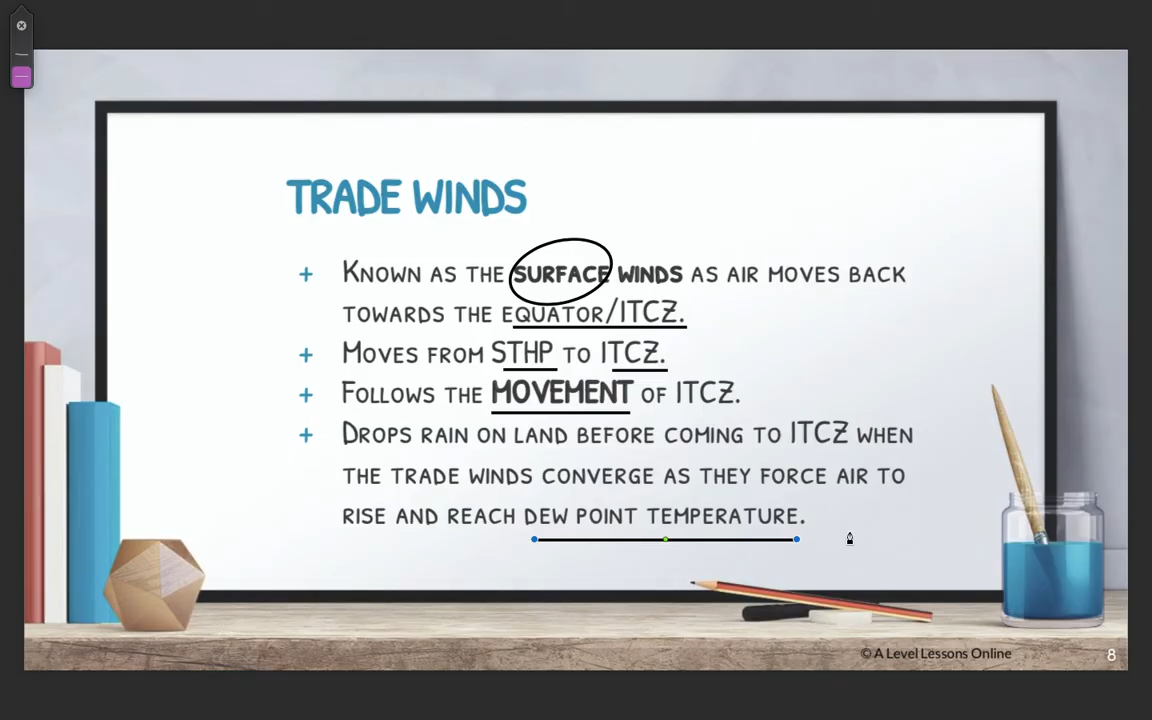 TRADE WINDS
+ KNOWN AS THE SURFACE WINDS AS AIR MOVES BACK
TOWARDS THE EQUATOR/ITCZ.
+ MOVES FROM STHP TO ITCZ.
+ FOLLOWS THE MOVEMENT OF ITCZ.
+ DROPS RAIN ON LAND BEFORE COMING TO ITCZ WHEN
THE TRADE WINDS CONVERGE AS THEY FORCE AIR TO
RISE AND REACH DEW POINT TEMPERATURE.
© A Level Lessons Online
8